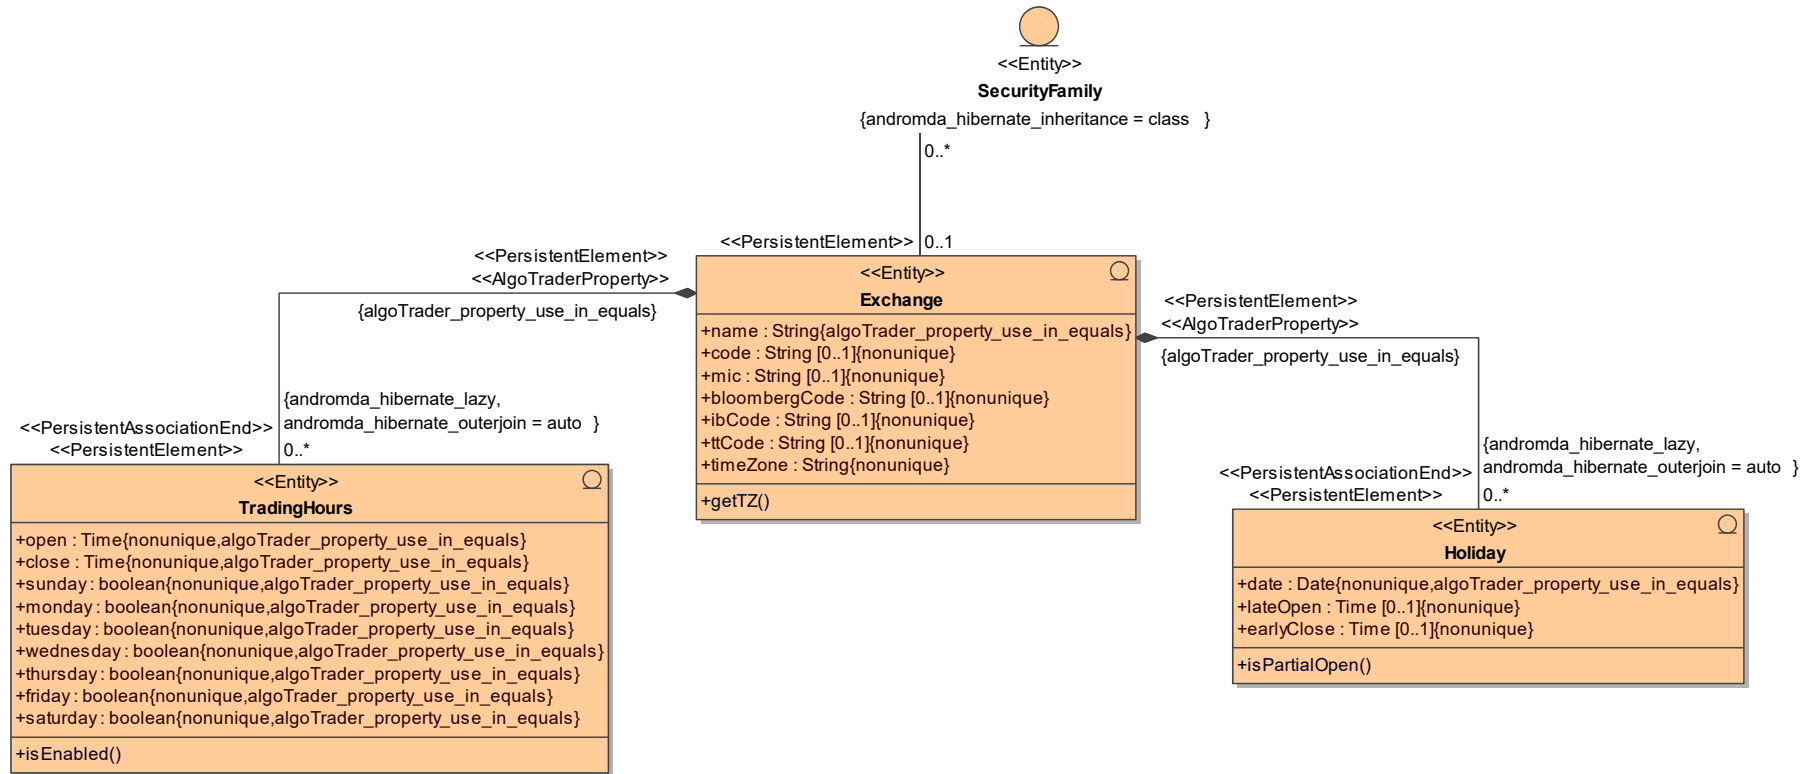 <<Entity>>
SecurityFamily
{andromda_hibernate_inheritance = class }
0..*
<<PersistentElement>> 0..1
<<PersistentElement>>
<<AlgoTraderProperty>>
{algoTrader_property_use_in_equals}
<<Entity>>
Exchange
+name : String{algoTrader_property_use_in_equals}
+code : String [0..1]{nonunique}
+mic : String [0..1]{nonunique}
+bloombergCode : String [0..1]{nonunique}
+ibCode : String [0..1]{nonunique}
+ttCode : String [0..1]{nonunique}
+timeZone : String{nonunique}
+getTZ()
<<PersistentElement>>
<<AlgoTraderProperty>>
{algoTrader_property_use_in_equals}
{andromda_hibernate_lazy,
andromda_hibernate_outerjoin = auto }
<<PersistentAssociationEnd>>
<<PersistentElement>>
0..*
<<Entity>>
TradingHours
+open : Time{nonunique,algoTrader_property_use_in_equals}
+close : Time{nonunique,algoTrader_property_use_in_equals}
+sunday : boolean{nonunique,algoTrader_property_use_in_equals}
+monday : boolean{nonunique,algoTrader_property_use_in_equals}
+tuesday : boolean{nonunique,algoTrader_property_use_in_equals}
+wednesday : boolean{nonunique,algoTrader_property_use_in_equals}
+thursday : boolean{nonunique,algoTrader_property_use_in_equals}
+friday : boolean{nonunique,algoTrader_property_use_in_equals}
+saturday : boolean{nonunique,algoTrader_property_use_in_equals}
+isEnabled()
{andromda_hibernate_lazy,
andromda_hibernate_outerjoin = auto }
<<PersistentAssociationEnd>>
<<PersistentElement>>
0..*
<<Entity>>
Holiday
+date : Date{nonunique,algoTrader_property_use_in_equals}
+lateOpen : Time [0..1]{nonunique}
+earlyClose : Time [0..1]{nonunique}
+isPartialOpen()